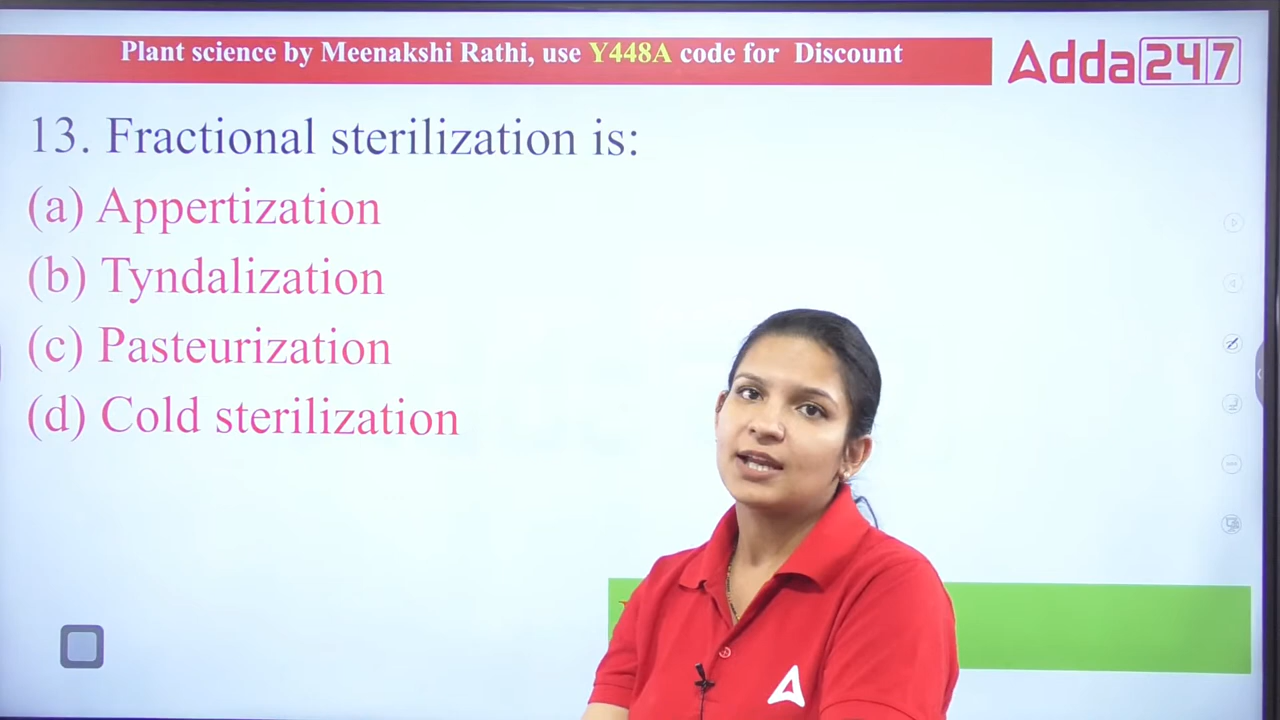 Plant science by Meenakshi Rathi, use Y448A code for Discount
Adda247
13. Fractional sterilization is:
(a) Appertization
(b) Tyndalization
(c) Pasteurization
(d) Cold sterilization